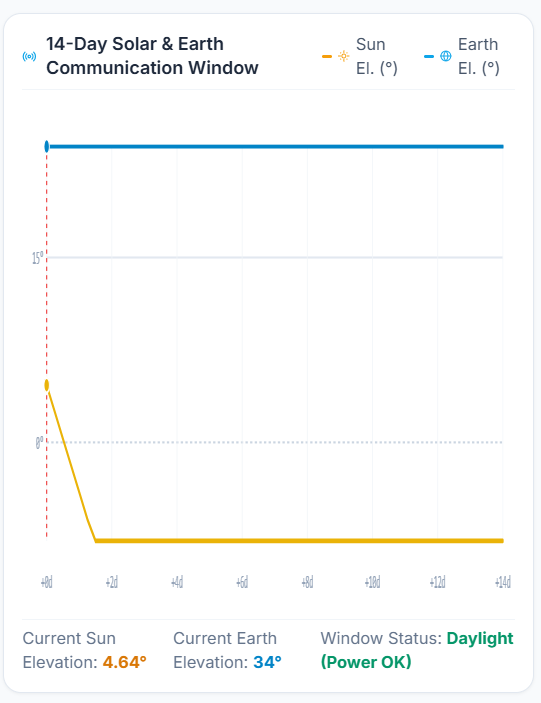 14-Day Solar & Earth
Communication Window
Sun
El. (°)
Earth
El. (°)
15°
0°
+0d +2d +4d +6d +8d +10d +12d +14d
Current Sun
Elevation: 4.64°
Current Earth
Elevation: 34°
Window Status: Daylight
(Power OK)